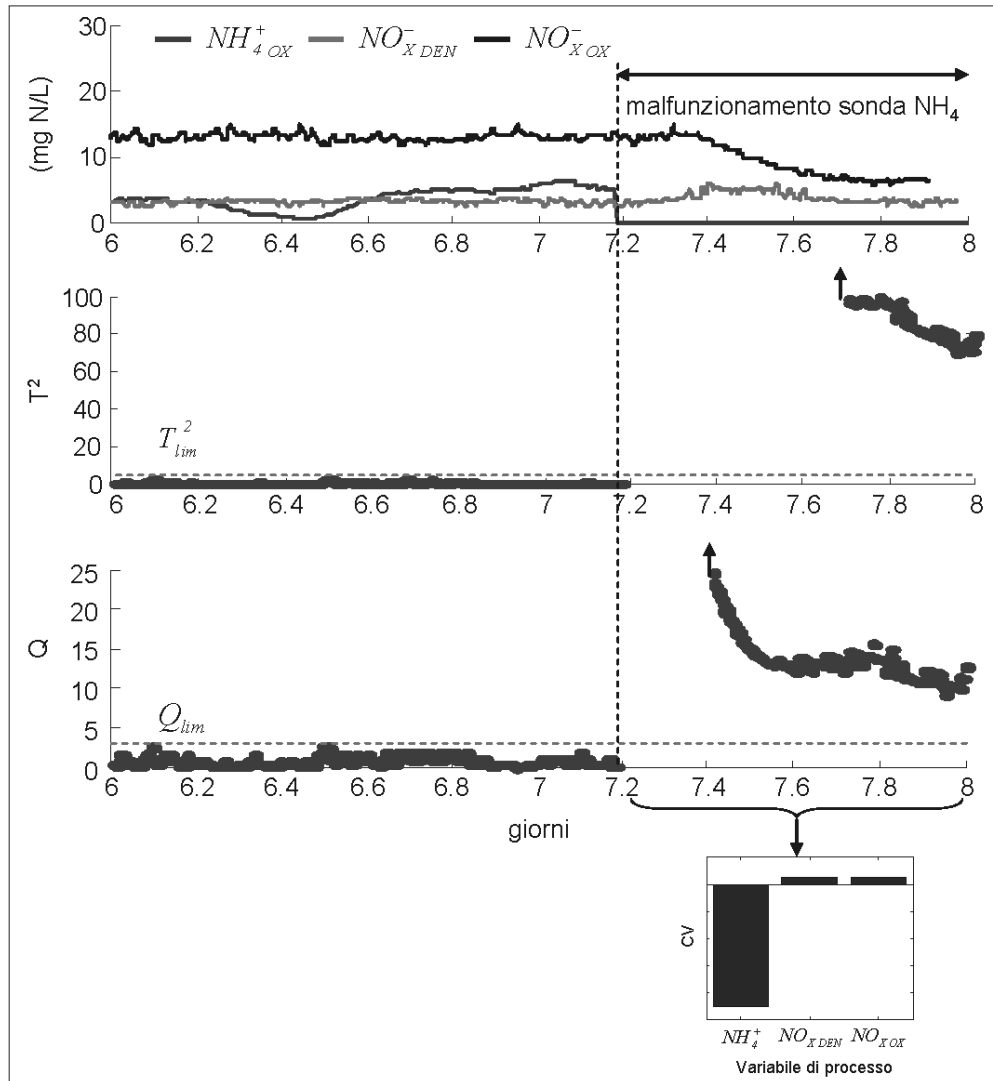 30
20
10
0
(mg N/L)
NH₄⁺ OX NO⁻X DEN NO⁻X OX
malfunzionamento sonda NH₄
6 6.2 6.4 6.6 6.8 7 7.2 7.4 7.6 7.8 8
100
80
60
40
20
0
T²
T²lim
6 6.2 6.4 6.6 6.8 7 7.2 7.4 7.6 7.8 8
25
20
15
10
5
0
Q
Qlim
6 6.2 6.4 6.6 6.8 7 7.2 7.4 7.6 7.8 8
giorni
CV
NH₄⁺ NOX DEN NOX OX
Variabile di processo